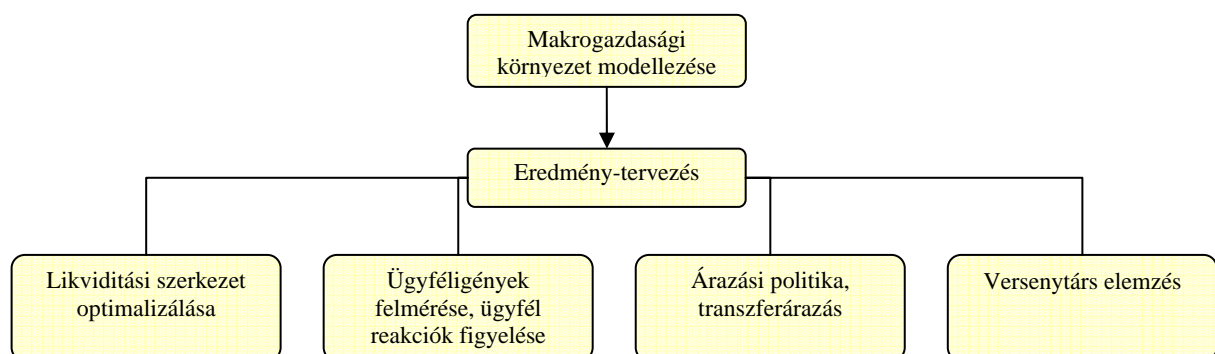 Makrogazdasági
környezet modellezése
Eredmény-tervezés
Likviditási szerkezet
optimalizálása
Ügyféligények
felmérése, ügyfél
reakciók figyelése
Árazási politika,
transzferárazás
Versenytárs elemzés